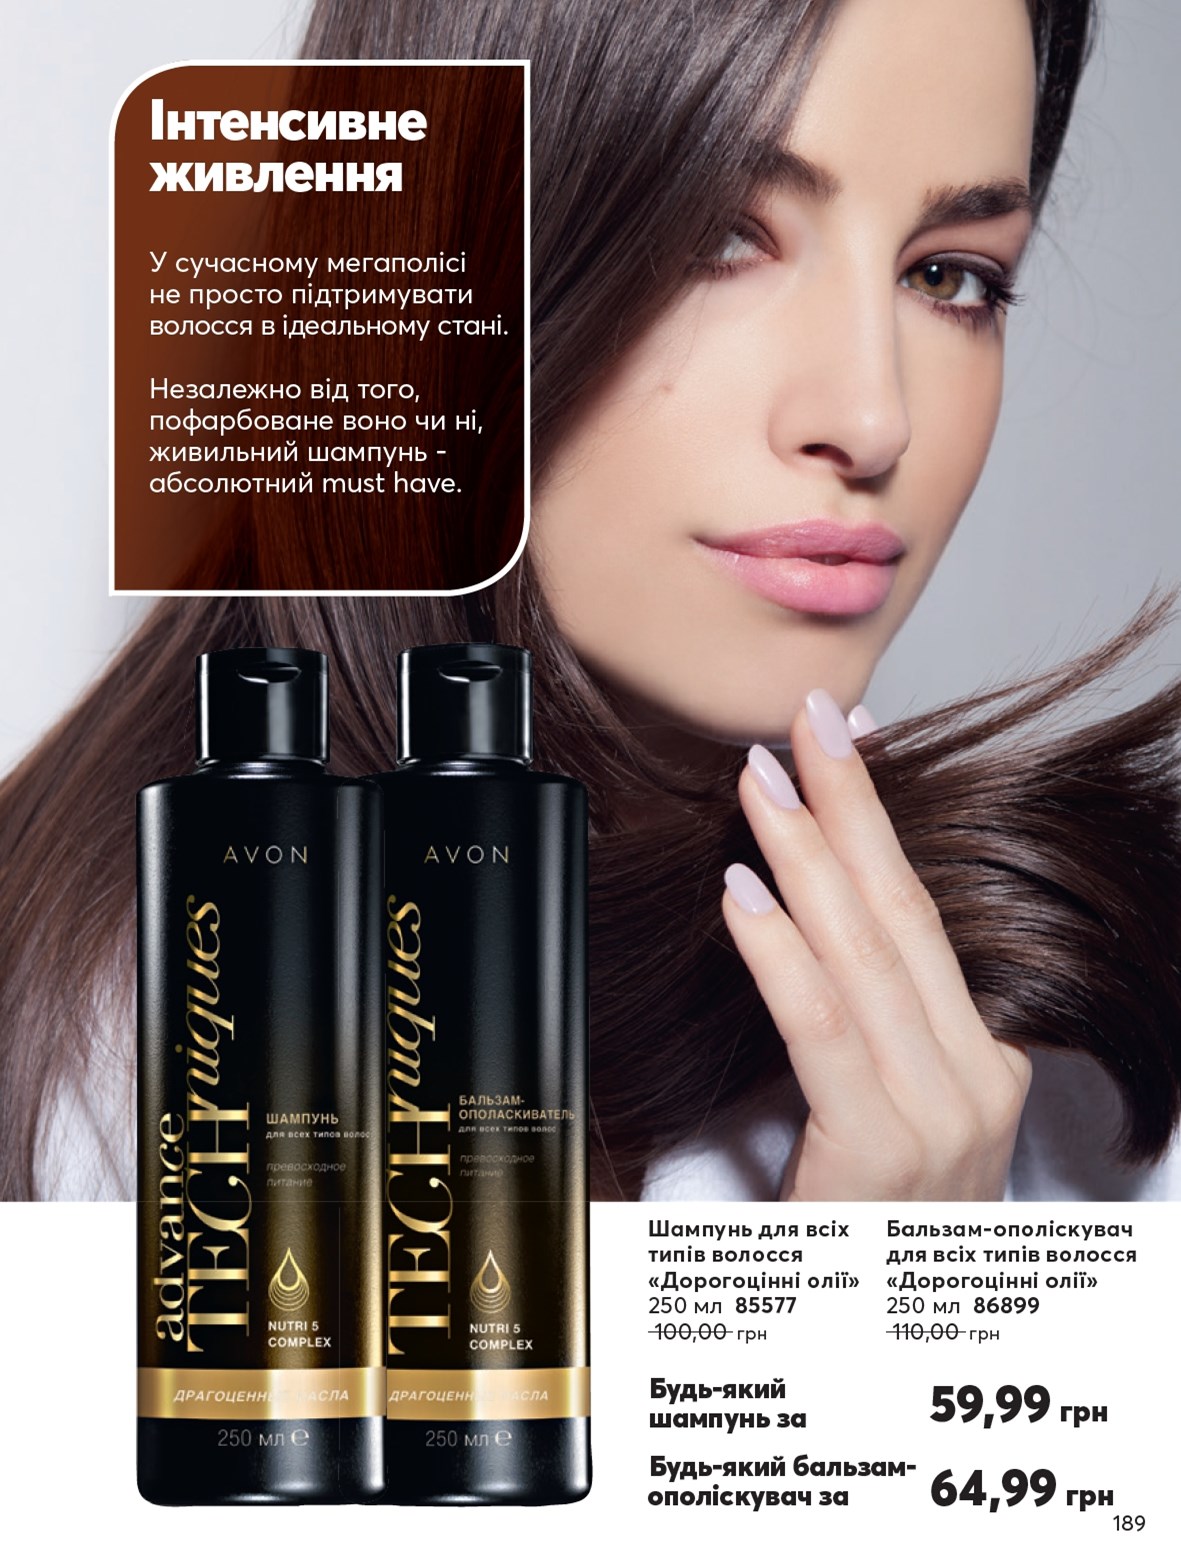 Інтенсивне
живлення
У сучасному мегаполісі
не просто підтримувати
волосся в ідеальному стані.
Незалежно від того,
пофарбоване воно чи ні,
живильний шампунь -
абсолютний must have.
AVON
advance
TECHniques
ШАМПУНЬ
для всех типов волос
превосходное
питание
NUTRI 5
COMPLEX
ДРАГОЦЕННЫЕ МАСЛА
250 мл ℮
AVON
TECHniques
БАЛЬЗАМ-
ОПОЛАСКИВАТЕЛЬ
для всех типов волос
превосходное
питание
NUTRI 5
COMPLEX
ДРАГОЦЕННЫЕ МАСЛА
250 мл ℮
Шампунь для всіх
типів волосся
«Дорогоцінні олії»
250 мл 85577
100,00 грн
Бальзам-ополіскувач
для всіх типів волосся
«Дорогоцінні олії»
250 мл 86899
110,00 грн
Будь-який
шампунь за
59,99 грн
Будь-який бальзам-
ополіскувач за
64,99 грн
189